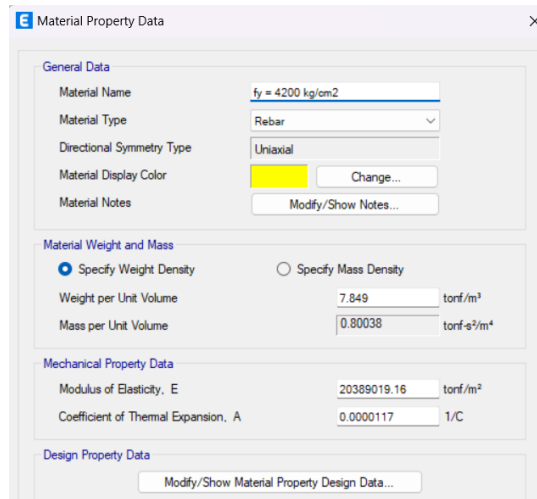 E Material Property Data
General Data
Material Name fy = 4200 kg/cm2
Material Type Rebar
Directional Symmetry Type Uniaxial
Material Display Color Change...
Material Notes Modify/Show Notes...
Material Weight and Mass
Specify Weight Density Specify Mass Density
Weight per Unit Volume 7.849 tonf/m³
Mass per Unit Volume 0.80038 tonf-s²/m⁴
Mechanical Property Data
Modulus of Elasticity, E 20389019.16 tonf/m²
Coefficient of Thermal Expansion, A 0.0000117 1/C
Design Property Data
Modify/Show Material Property Design Data...